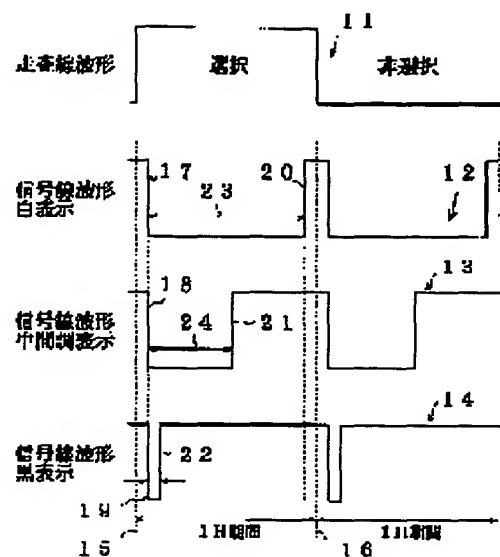 11
走査線波形
選択
非選択
17
20
12
信号線波形
白表示
23
18
13
信号線波形
中間調表示
24
21
14
信号線波形
黒表示
22
19
1H期間
1H期間
15
16